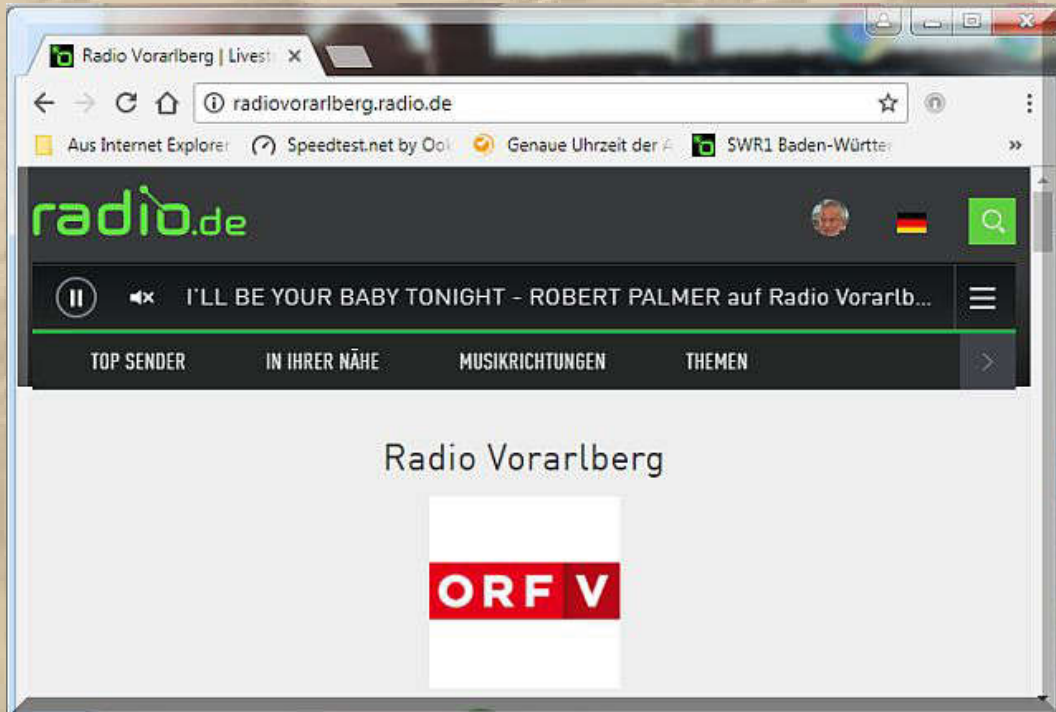 Radio Vorarlberg | Livest
radiovorarlberg.radio.de
Aus Internet Explorer Speedtest.net by Ook Genaue Uhrzeit der A SWR1 Baden-Württe »
radio.de
I'LL BE YOUR BABY TONIGHT - ROBERT PALMER auf Radio Vorarlb...
TOP SENDER IN IHRER NÄHE MUSIKRICHTUNGEN THEMEN
Radio Vorarlberg
ORF V